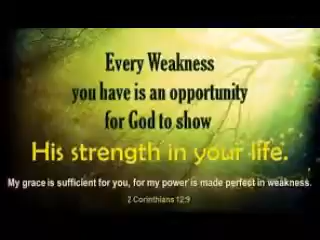 Every Weakness
you have is an opportunity
for God to show
His strength in your life.
My grace is sufficient for you, for my power is made perfect in weakness.
2 Corinthians 12:9